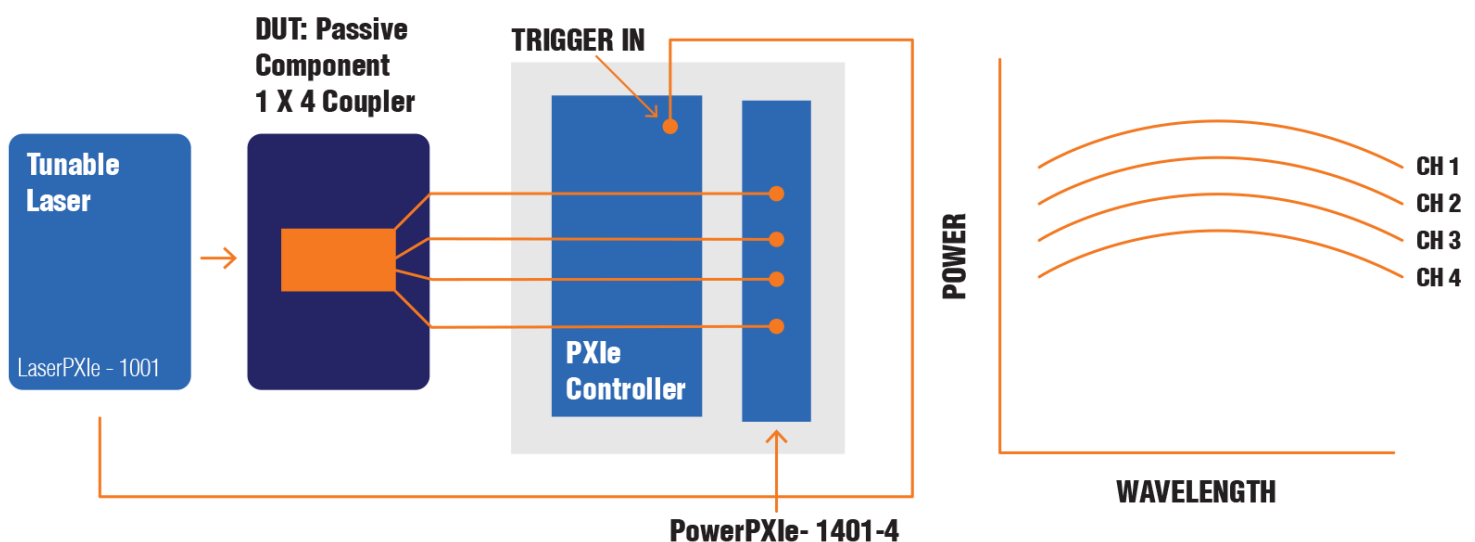 DUT: Passive
Component
1 X 4 Coupler
TRIGGER IN
Tunable
Laser
LaserPXIe - 1001
PXIe
Controller
PowerPXIe- 1401-4
POWER
CH 1
CH 2
CH 3
CH 4
WAVELENGTH